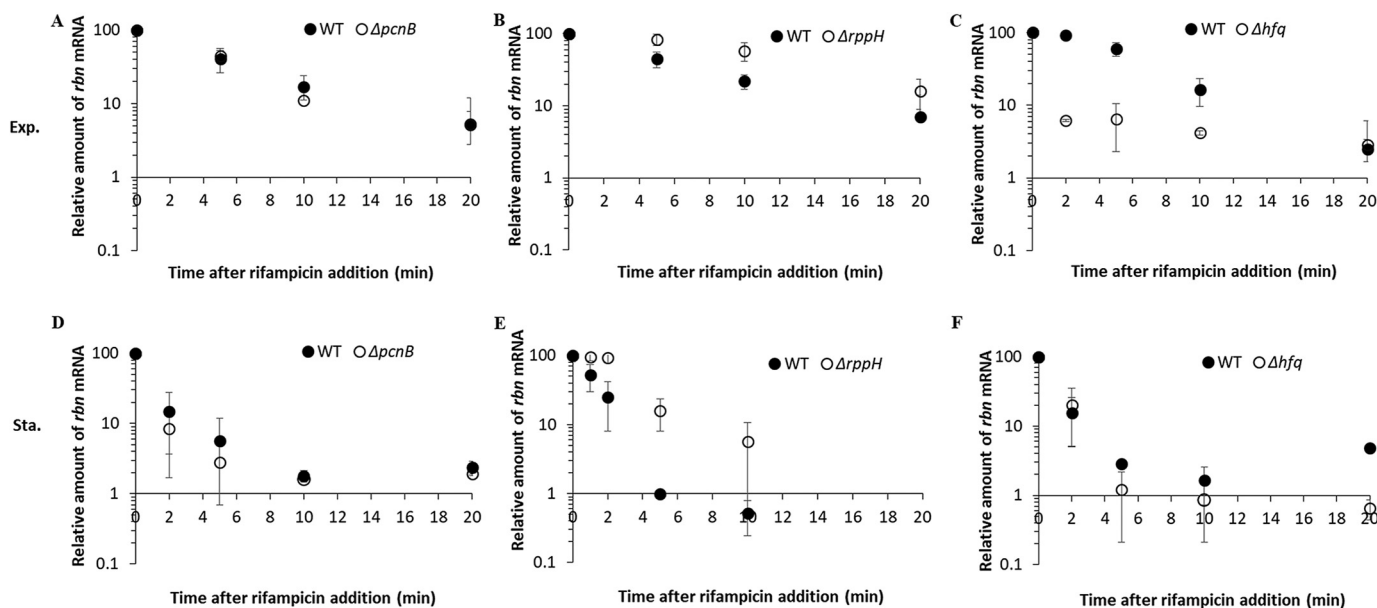 A
WT ΔpcnB
Relative amount of rbn mRNA
100
10
1
0.1
0 2 4 6 8 10 12 14 16 18 20
Time after rifampicin addition (min)
B
WT ΔrppH
Relative amount of rbn mRNA
100
10
1
0.1
0 2 4 6 8 10 12 14 16 18 20
Time after rifampicin addition (min)
C
WT Δhfq
Relative amount of rbn mRNA
100
10
1
0.1
0 2 4 6 8 10 12 14 16 18 20
Time after rifampicin addition (min)
Exp.
D
WT ΔpcnB
Relative amount of rbn mRNA
100
10
1
0.1
0 2 4 6 8 10 12 14 16 18 20
Time after rifampicin addition (min)
E
WT ΔrppH
Relative amount of rbn mRNA
100
10
1
0.1
0 2 4 6 8 10 12 14 16 18 20
Time after rifampicin addition (min)
F
WT Δhfq
Relative amount of rbn mRNA
100
10
1
0.1
0 2 4 6 8 10 12 14 16 18 20
Time after rifampicin addition (min)
Sta.